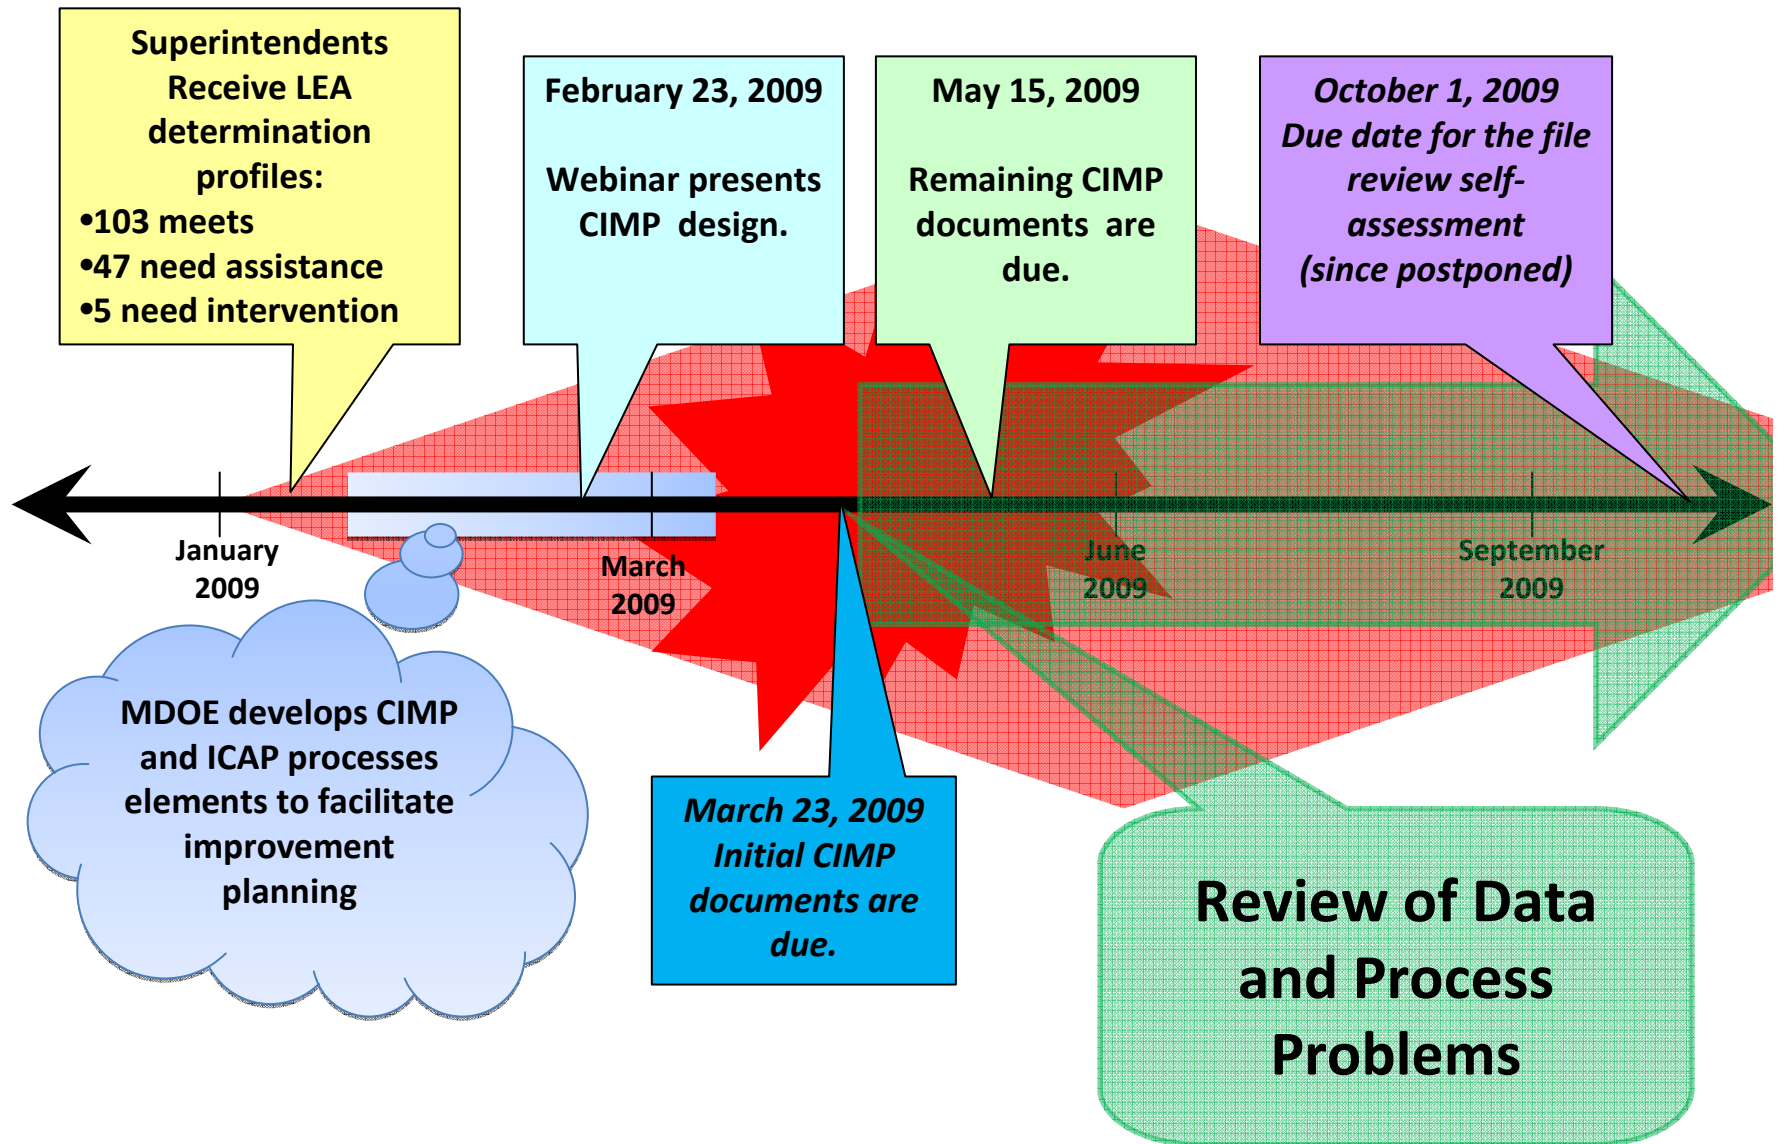 Superintendents
Receive LEA
determination
profiles:
•103 meets
•47 need assistance
•5 need intervention
February 23, 2009
Webinar presents
CIMP design.
May 15, 2009
Remaining CIMP
documents are
due.
October 1, 2009
Due date for the file
review self-
assessment
(since postponed)
January
2009
March
2009
June
2009
September
2009
MDOE develops CIMP
and ICAP processes
elements to facilitate
improvement
planning
March 23, 2009
Initial CIMP
documents are
due.
Review of Data
and Process
Problems